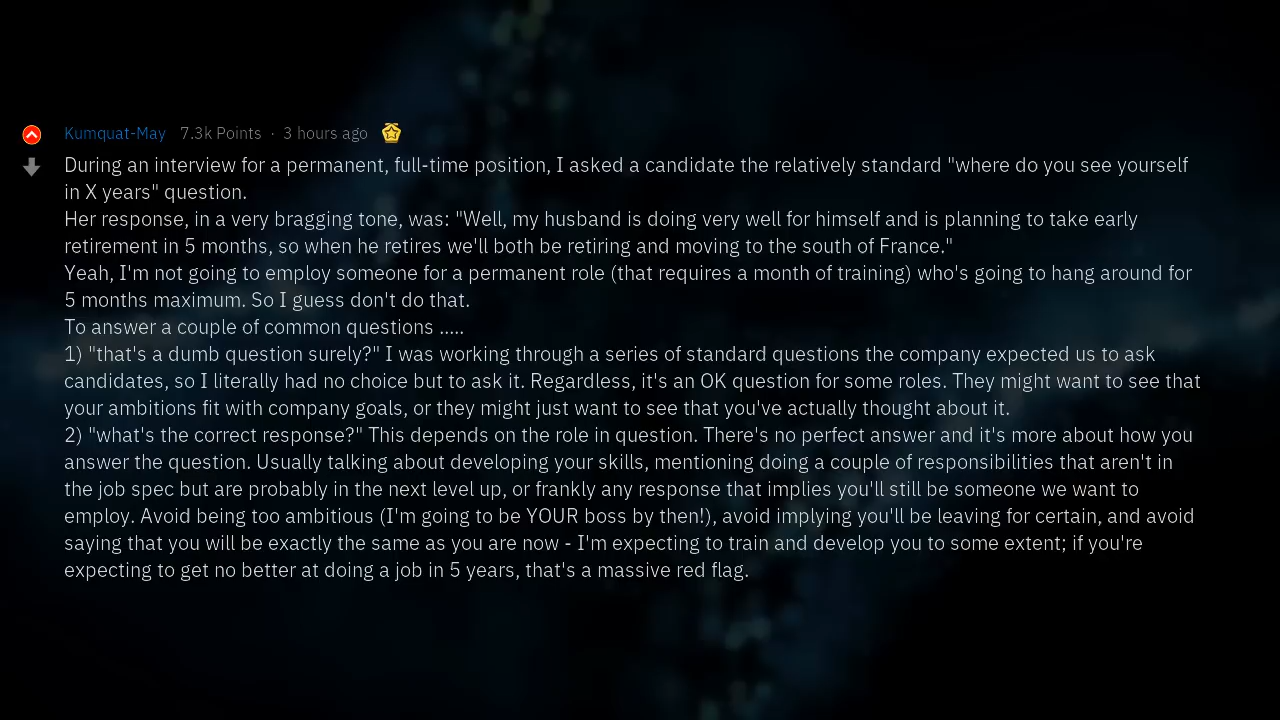 Kumquat-May 7.3k Points · 3 hours ago
During an interview for a permanent, full-time position, I asked a candidate the relatively standard "where do you see yourself
in X years" question.
Her response, in a very bragging tone, was: "Well, my husband is doing very well for himself and is planning to take early
retirement in 5 months, so when he retires we'll both be retiring and moving to the south of France."
Yeah, I'm not going to employ someone for a permanent role (that requires a month of training) who's going to hang around for
5 months maximum. So I guess don't do that.
To answer a couple of common questions .....
1) "that's a dumb question surely?" I was working through a series of standard questions the company expected us to ask
candidates, so I literally had no choice but to ask it. Regardless, it's an OK question for some roles. They might want to see that
your ambitions fit with company goals, or they might just want to see that you've actually thought about it.
2) "what's the correct response?" This depends on the role in question. There's no perfect answer and it's more about how you
answer the question. Usually talking about developing your skills, mentioning doing a couple of responsibilities that aren't in
the job spec but are probably in the next level up, or frankly any response that implies you'll still be someone we want to
employ. Avoid being too ambitious (I'm going to be YOUR boss by then!), avoid implying you'll be leaving for certain, and avoid
saying that you will be exactly the same as you are now - I'm expecting to train and develop you to some extent; if you're
expecting to get no better at doing a job in 5 years, that's a massive red flag.